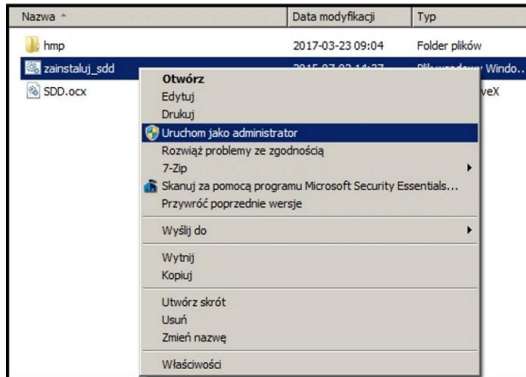 Nazwa Data modyfikacji Typ
hmp 2017-03-23 09:04 Folder plików
zainstaluj_sdd Windo...
SDD.ocx veX
Otwórz
Edytuj
Drukuj
Uruchom jako administrator
Rozwiąż problemy ze zgodnością
7-Zip
Skanuj za pomocą programu Microsoft Security Essentials...
Przywróć poprzednie wersje
Wyślij do
Wytnij
Kopiuj
Utwórz skrót
Usuń
Zmień nazwę
Właściwości